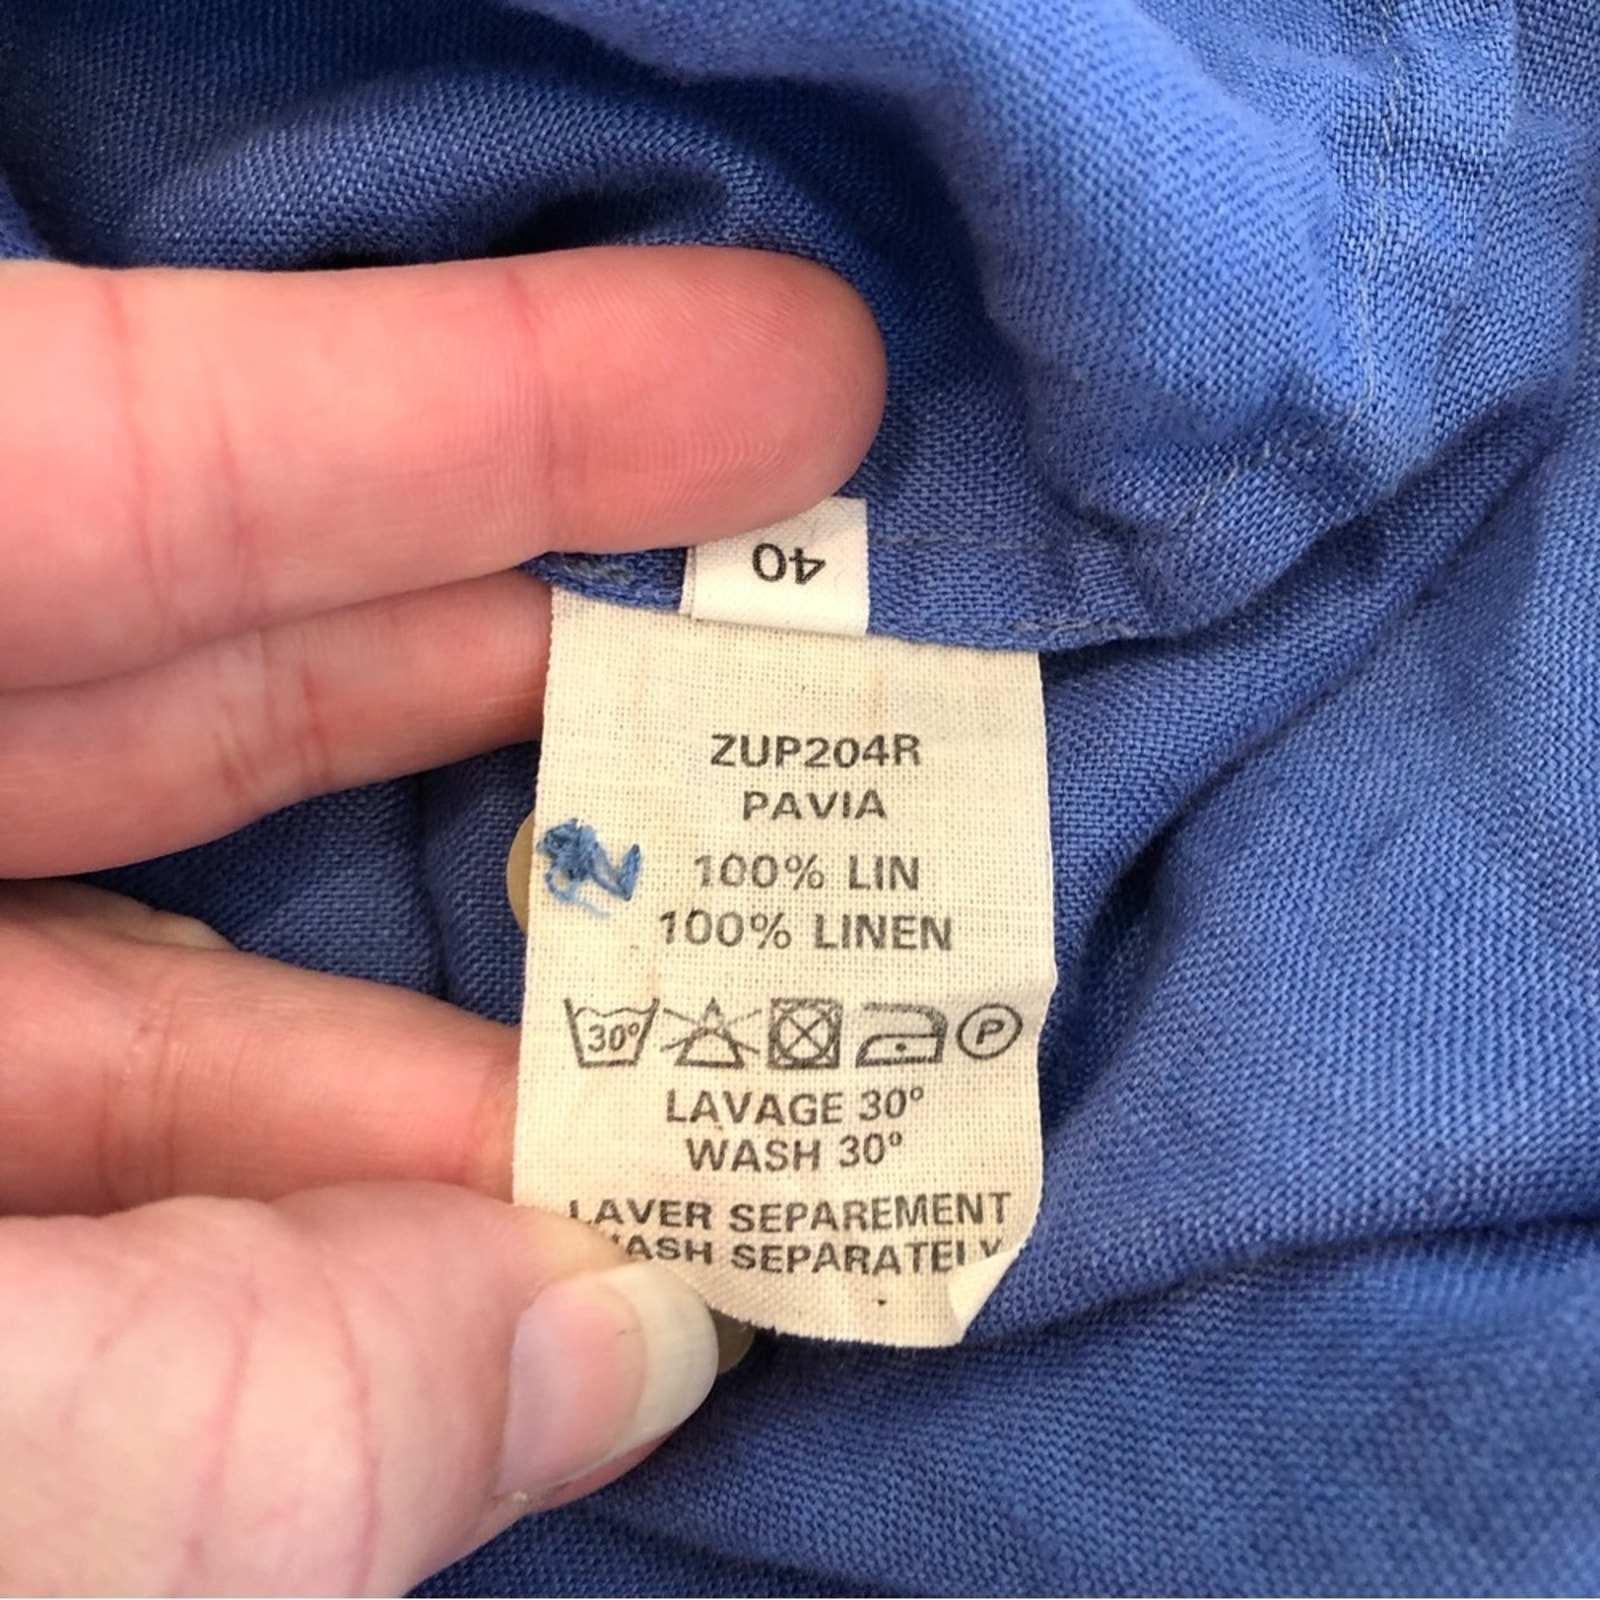 40
ZUP204R
PAVIA
100% LIN
100% LINEN
30° P
LAVAGE 30°
WASH 30°
LAVER SEPAREMENT
WASH SEPARATELY